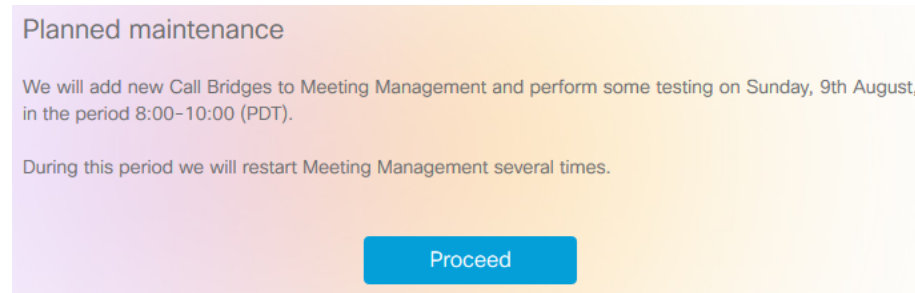 Planned maintenance
We will add new Call Bridges to Meeting Management and perform some testing on Sunday, 9th August,
in the period 8:00-10:00 (PDT).
During this period we will restart Meeting Management several times.
Proceed